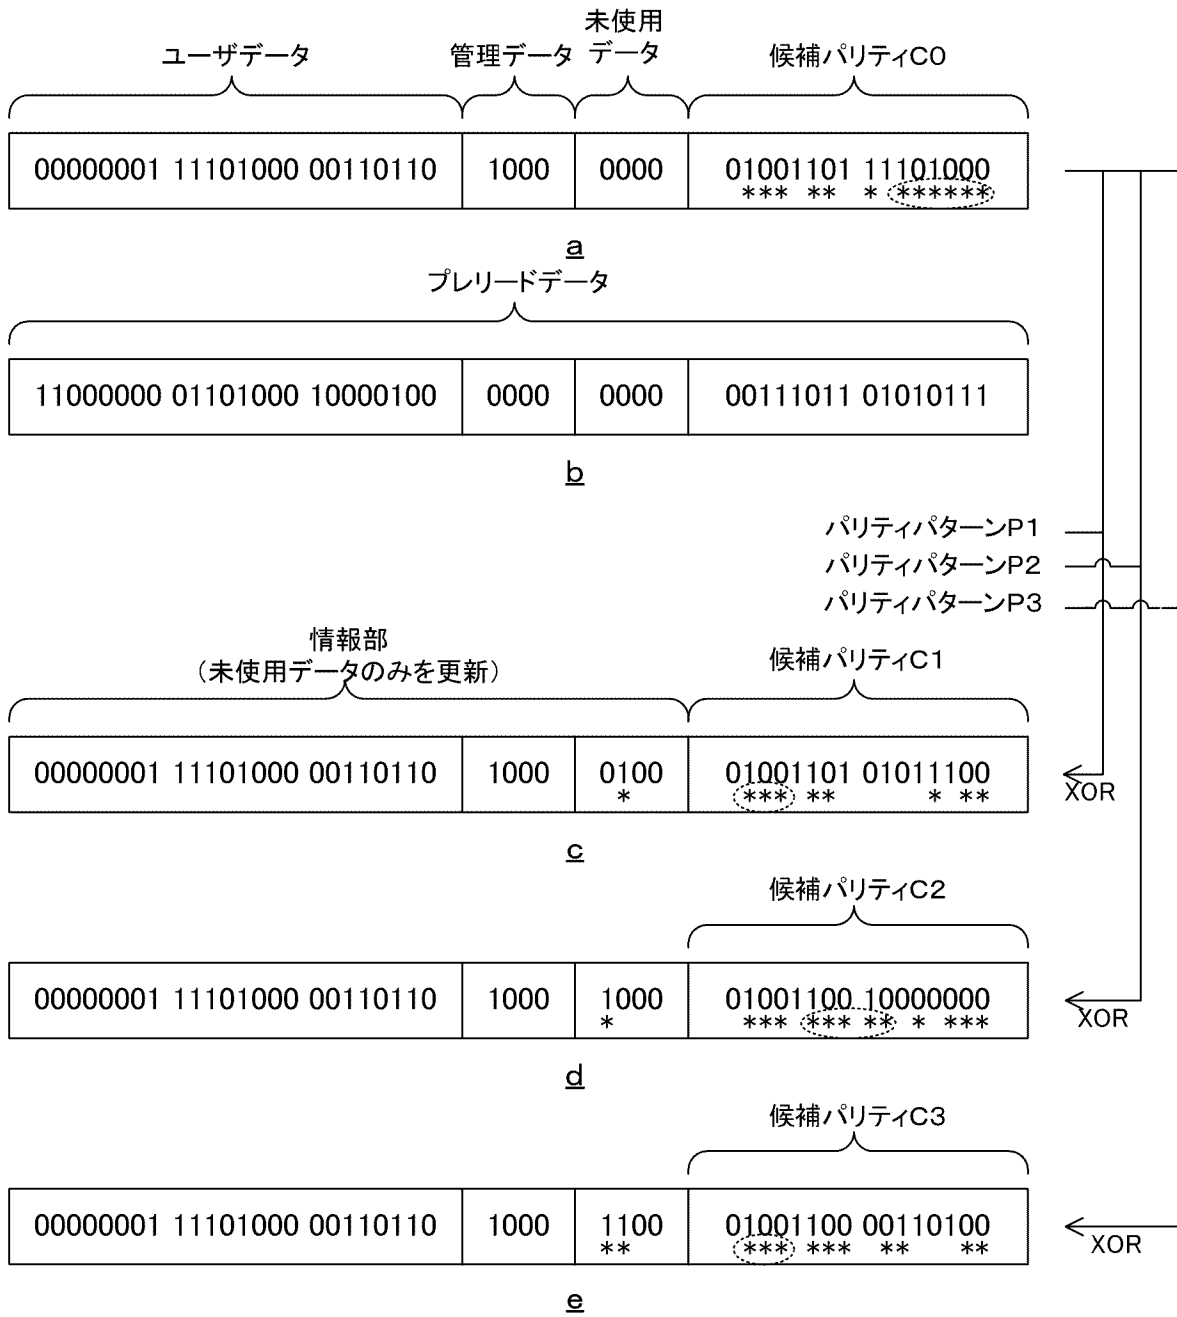 ユーザデータ 管理データ 未使用データ 候補パリティC0
00000001 11101000 00110110 1000 0000 01001101 11101000
*** ** * ******
a
プレリードデータ
11000000 01101000 10000100 0000 0000 00111011 01010111
b
パリティパターンP1
パリティパターンP2
パリティパターンP3
情報部
（未使用データのみを更新）
候補パリティC1
00000001 11101000 00110110 1000 0100 01001101 01011100
* *** ** * **
XOR
c
候補パリティC2
00000001 11101000 00110110 1000 1000 01001100 10000000
* *** *** ** * ***
XOR
d
候補パリティC3
00000001 11101000 00110110 1000 1100 01001100 00110100
** *** *** ** **
XOR
e